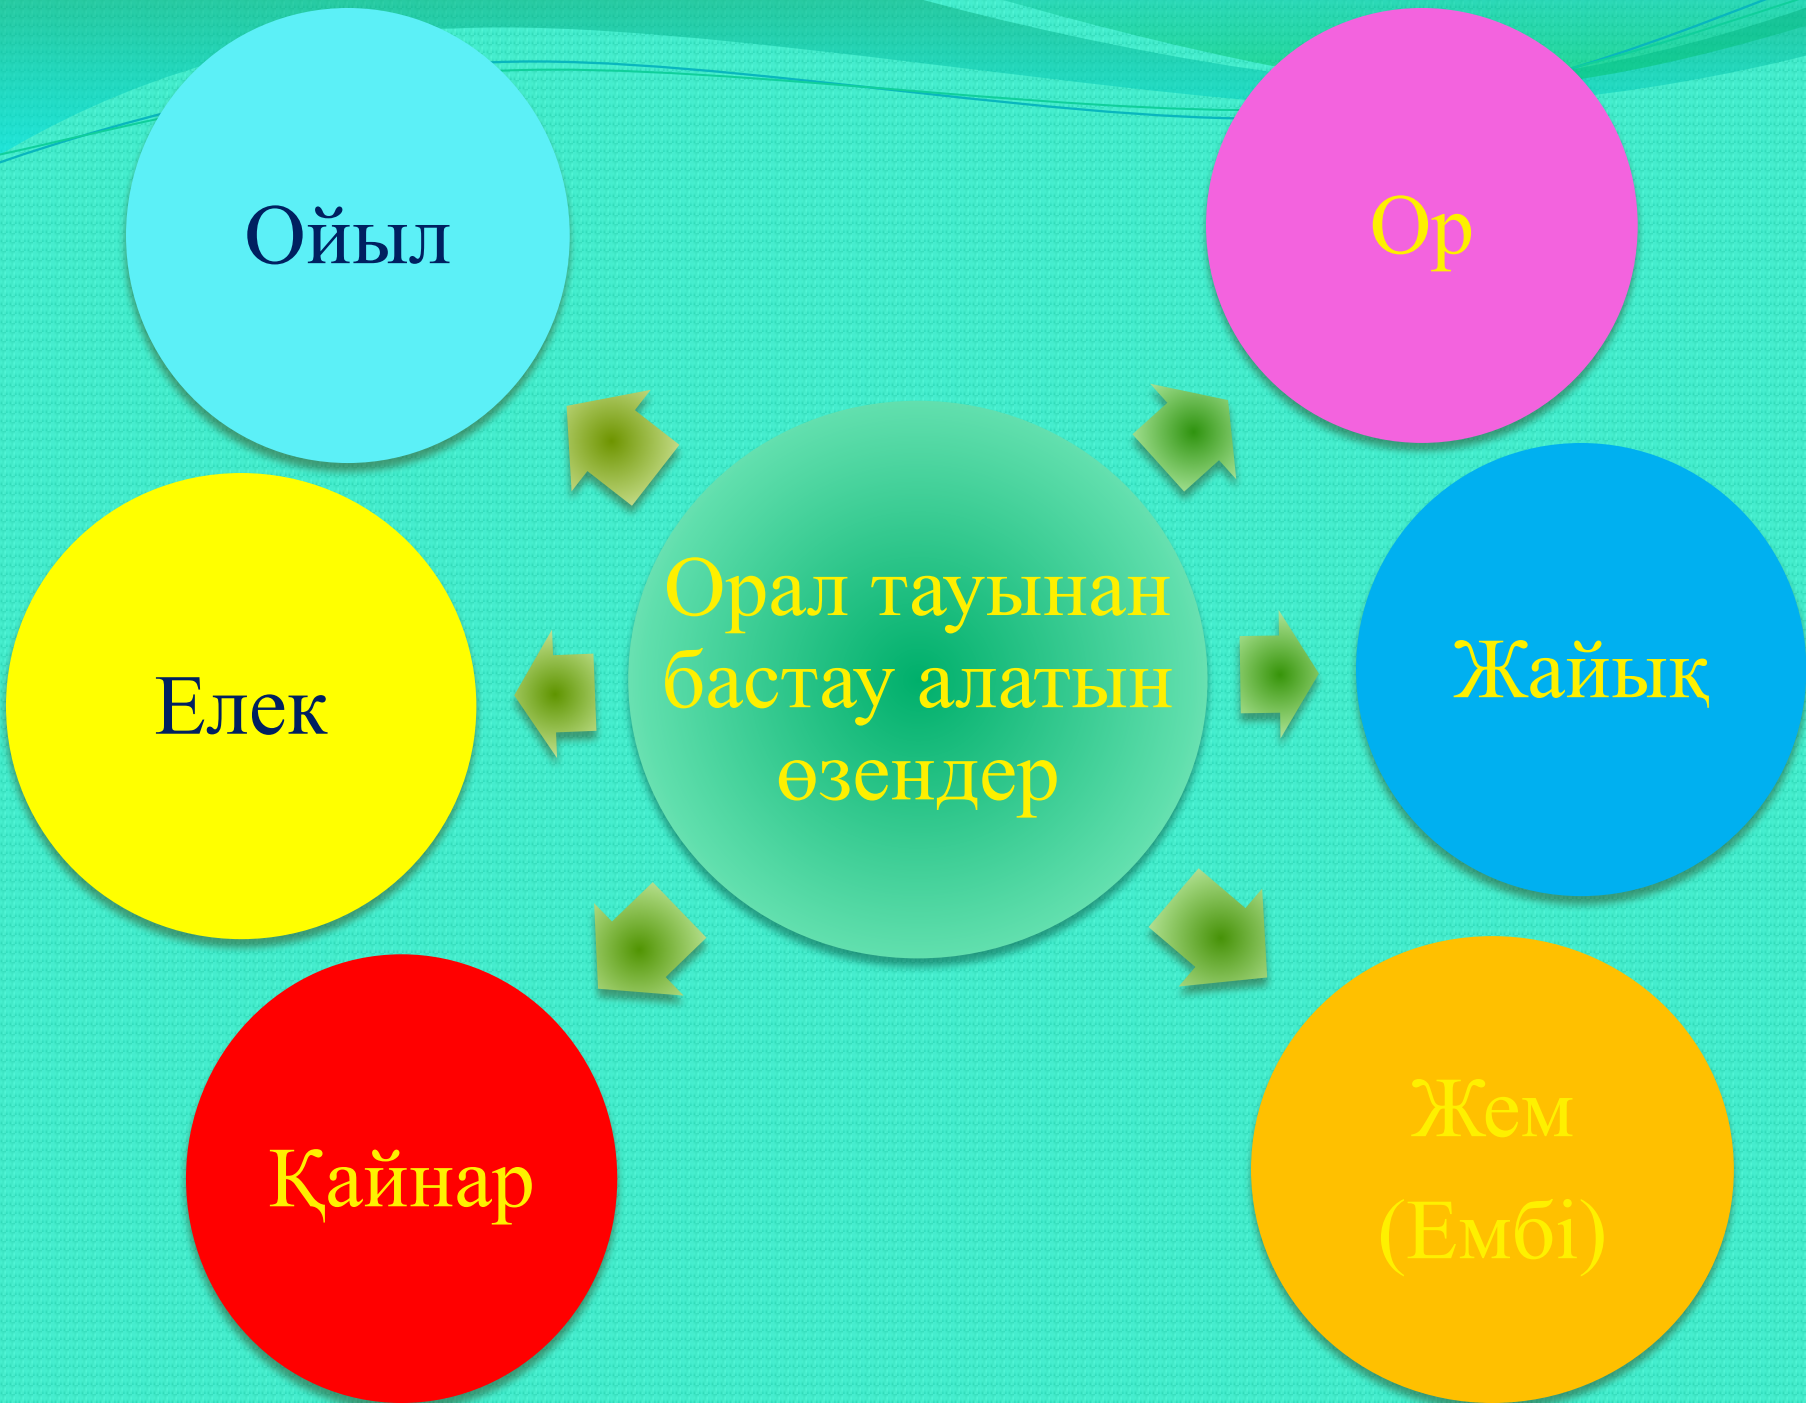 Ойыл
Ор
Орал тауынан
бастау алатын
өзендер
Елек
Жайық
Қайнар
Жем
(Ембі)